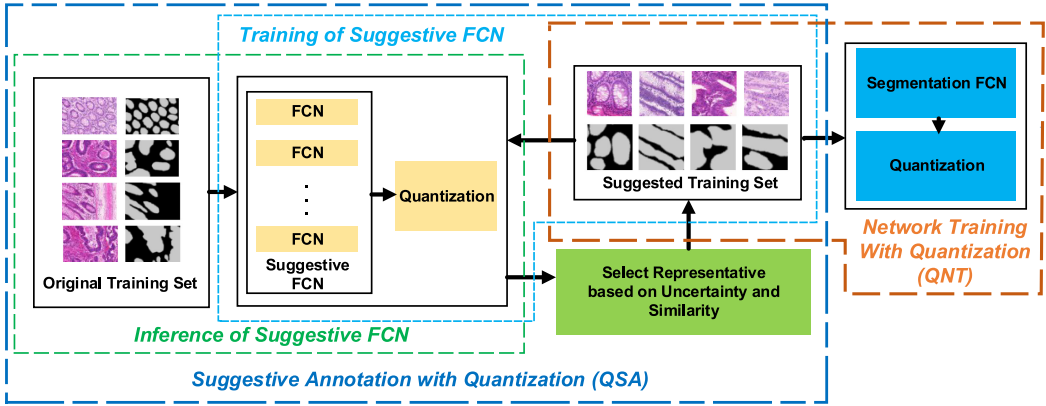 Training of Suggestive FCN
FCN
FCN
FCN
Suggestive
FCN
Quantization
Original Training Set
Inference of Suggestive FCN
Suggested Training Set
Select Representative
based on Uncertainty and
Similarity
Suggestive Annotation with Quantization (QSA)
Segmentation FCN
Quantization
Network Training
With Quantization
(QNT)